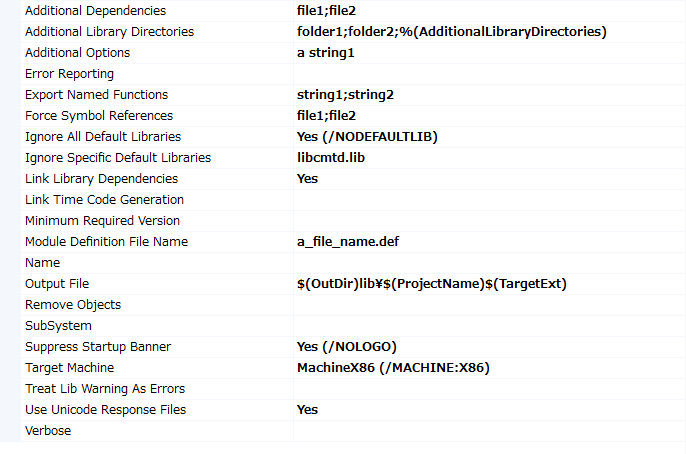 Additional Dependencies file1;file2
Additional Library Directories folder1;folder2;%(AdditionalLibraryDirectories)
Additional Options a string1
Error Reporting
Export Named Functions string1;string2
Force Symbol References file1;file2
Ignore All Default Libraries Yes (/NODEFAULTLIB)
Ignore Specific Default Libraries libcmtd.lib
Link Library Dependencies Yes
Link Time Code Generation
Minimum Required Version
Module Definition File Name a_file_name.def
Name
Output File $(OutDir)lib¥$(ProjectName)$(TargetExt)
Remove Objects
SubSystem
Suppress Startup Banner Yes (/NOLOGO)
Target Machine MachineX86 (/MACHINE:X86)
Treat Lib Warning As Errors
Use Unicode Response Files Yes
Verbose